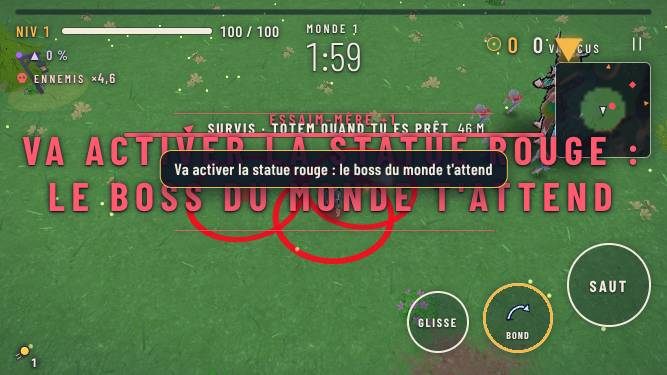 NIV 1
100 / 100
MONDE 1
1:59
0 %
ENNEMIS ×4,6
0
0
ESSAIM-MÈRE -1
SURVIS · TOTEM QUAND TU ES PRÊT 46 M
VA ACTIVER LA STATUE ROUGE :
LE BOSS DU MONDE T'ATTEND
Va activer la statue rouge : le boss du monde t'attend
SAUT
GLISSE
BOND
1